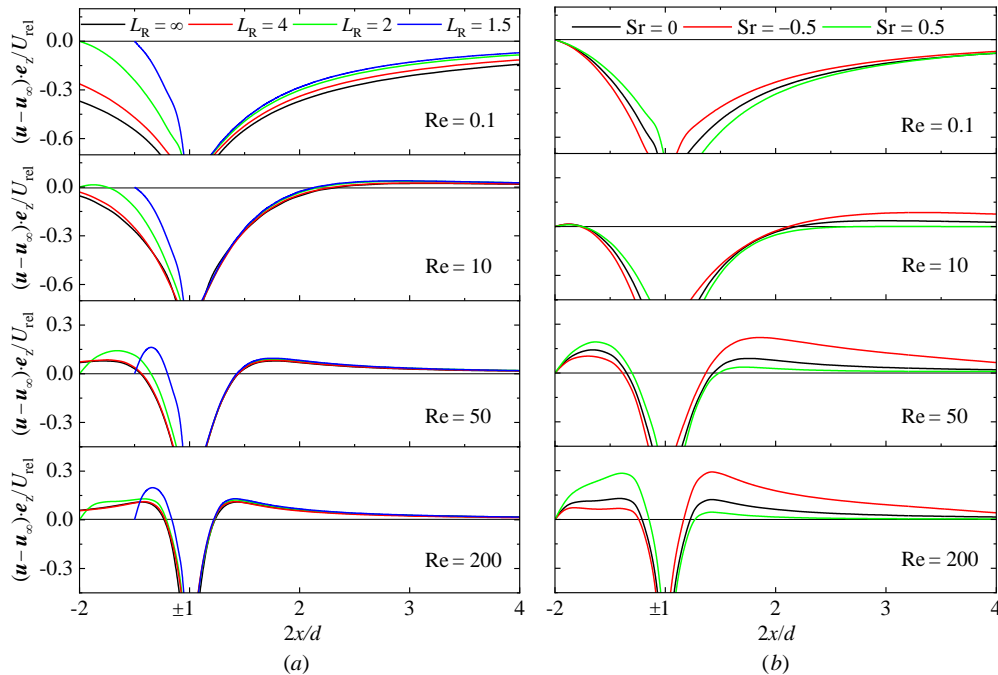 L_R = ∞ L_R = 4 L_R = 2 L_R = 1.5
(u − u_∞)·e_z/U_rel
0.0
-0.3
-0.6
Re = 0.1
(u − u_∞)·e_z/U_rel
0.0
-0.3
-0.6
Re = 10
(u − u_∞)·e_z/U_rel
0.3
0.0
-0.3
Re = 50
(u − u_∞)·e_z/U_rel
0.3
0.0
-0.3
Re = 200
-2 ±1 2 3 4
2x/d
(a)
Sr = 0 Sr = −0.5 Sr = 0.5
Re = 0.1
Re = 10
Re = 50
Re = 200
-2 ±1 2 3 4
2x/d
(b)